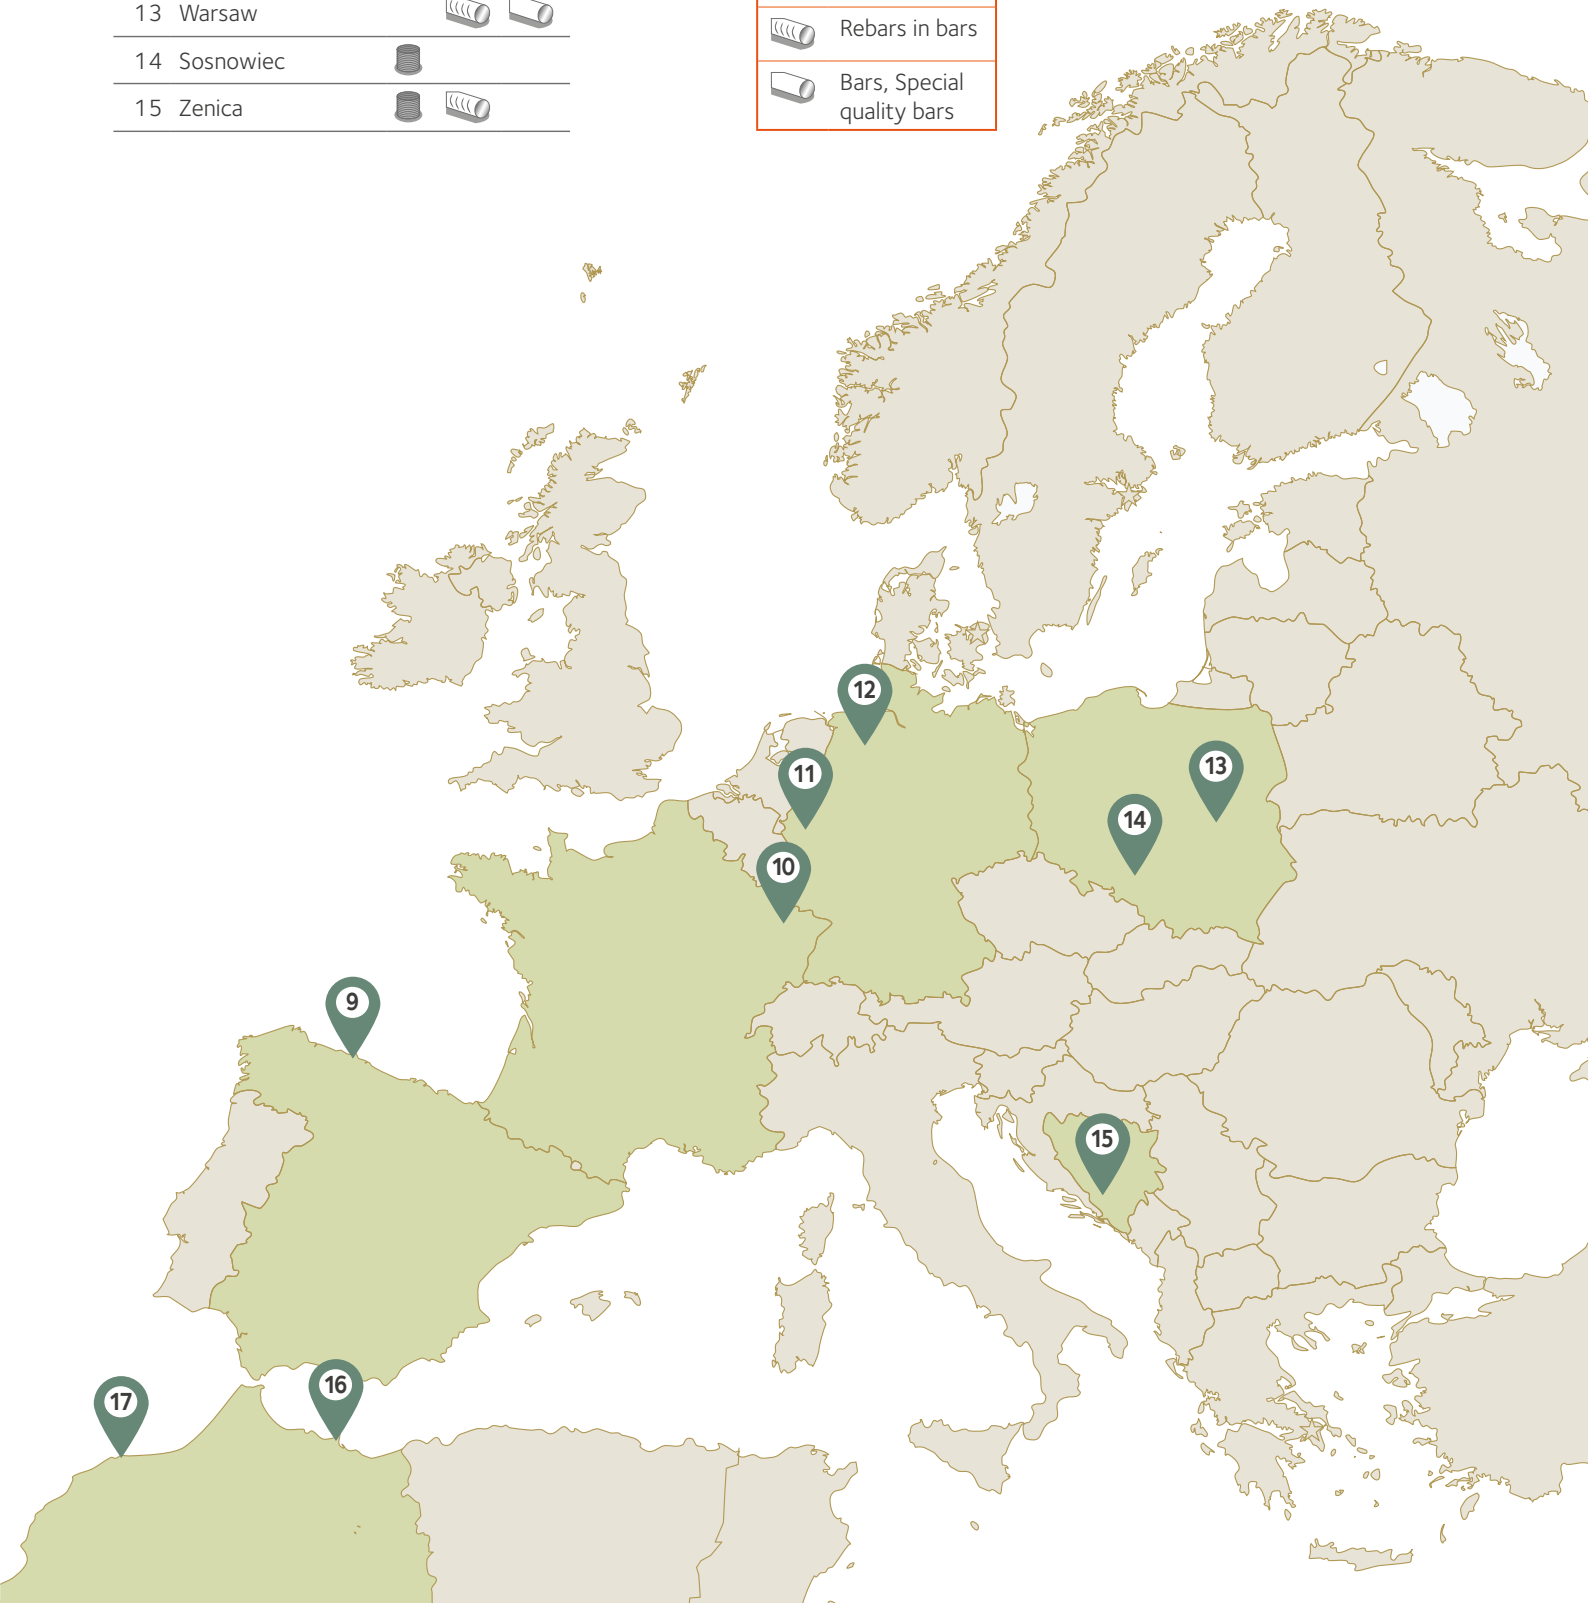 13 Warsaw
14 Sosnowiec
15 Zenica
Rebars in bars
Bars, Special
quality bars
12
11
13
14
10
9
15
16
17